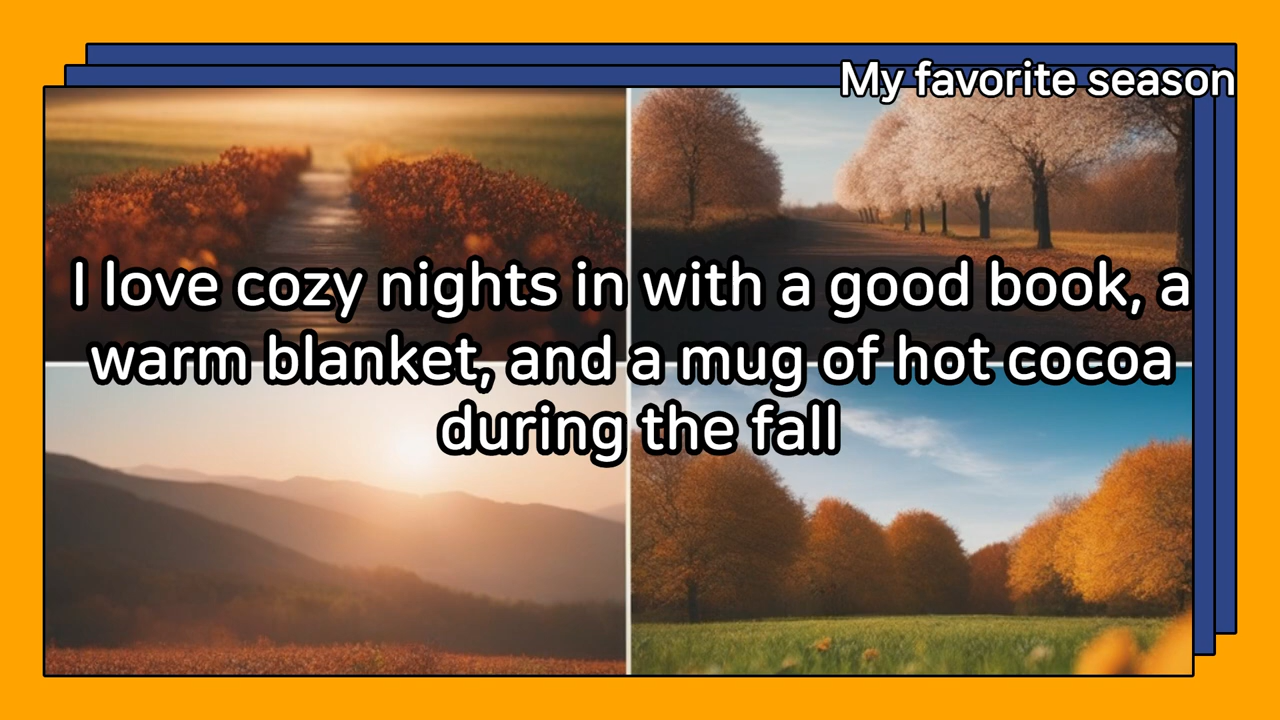 My favorite season
I love cozy nights in with a good book, a
warm blanket, and a mug of hot cocoa
during the fall